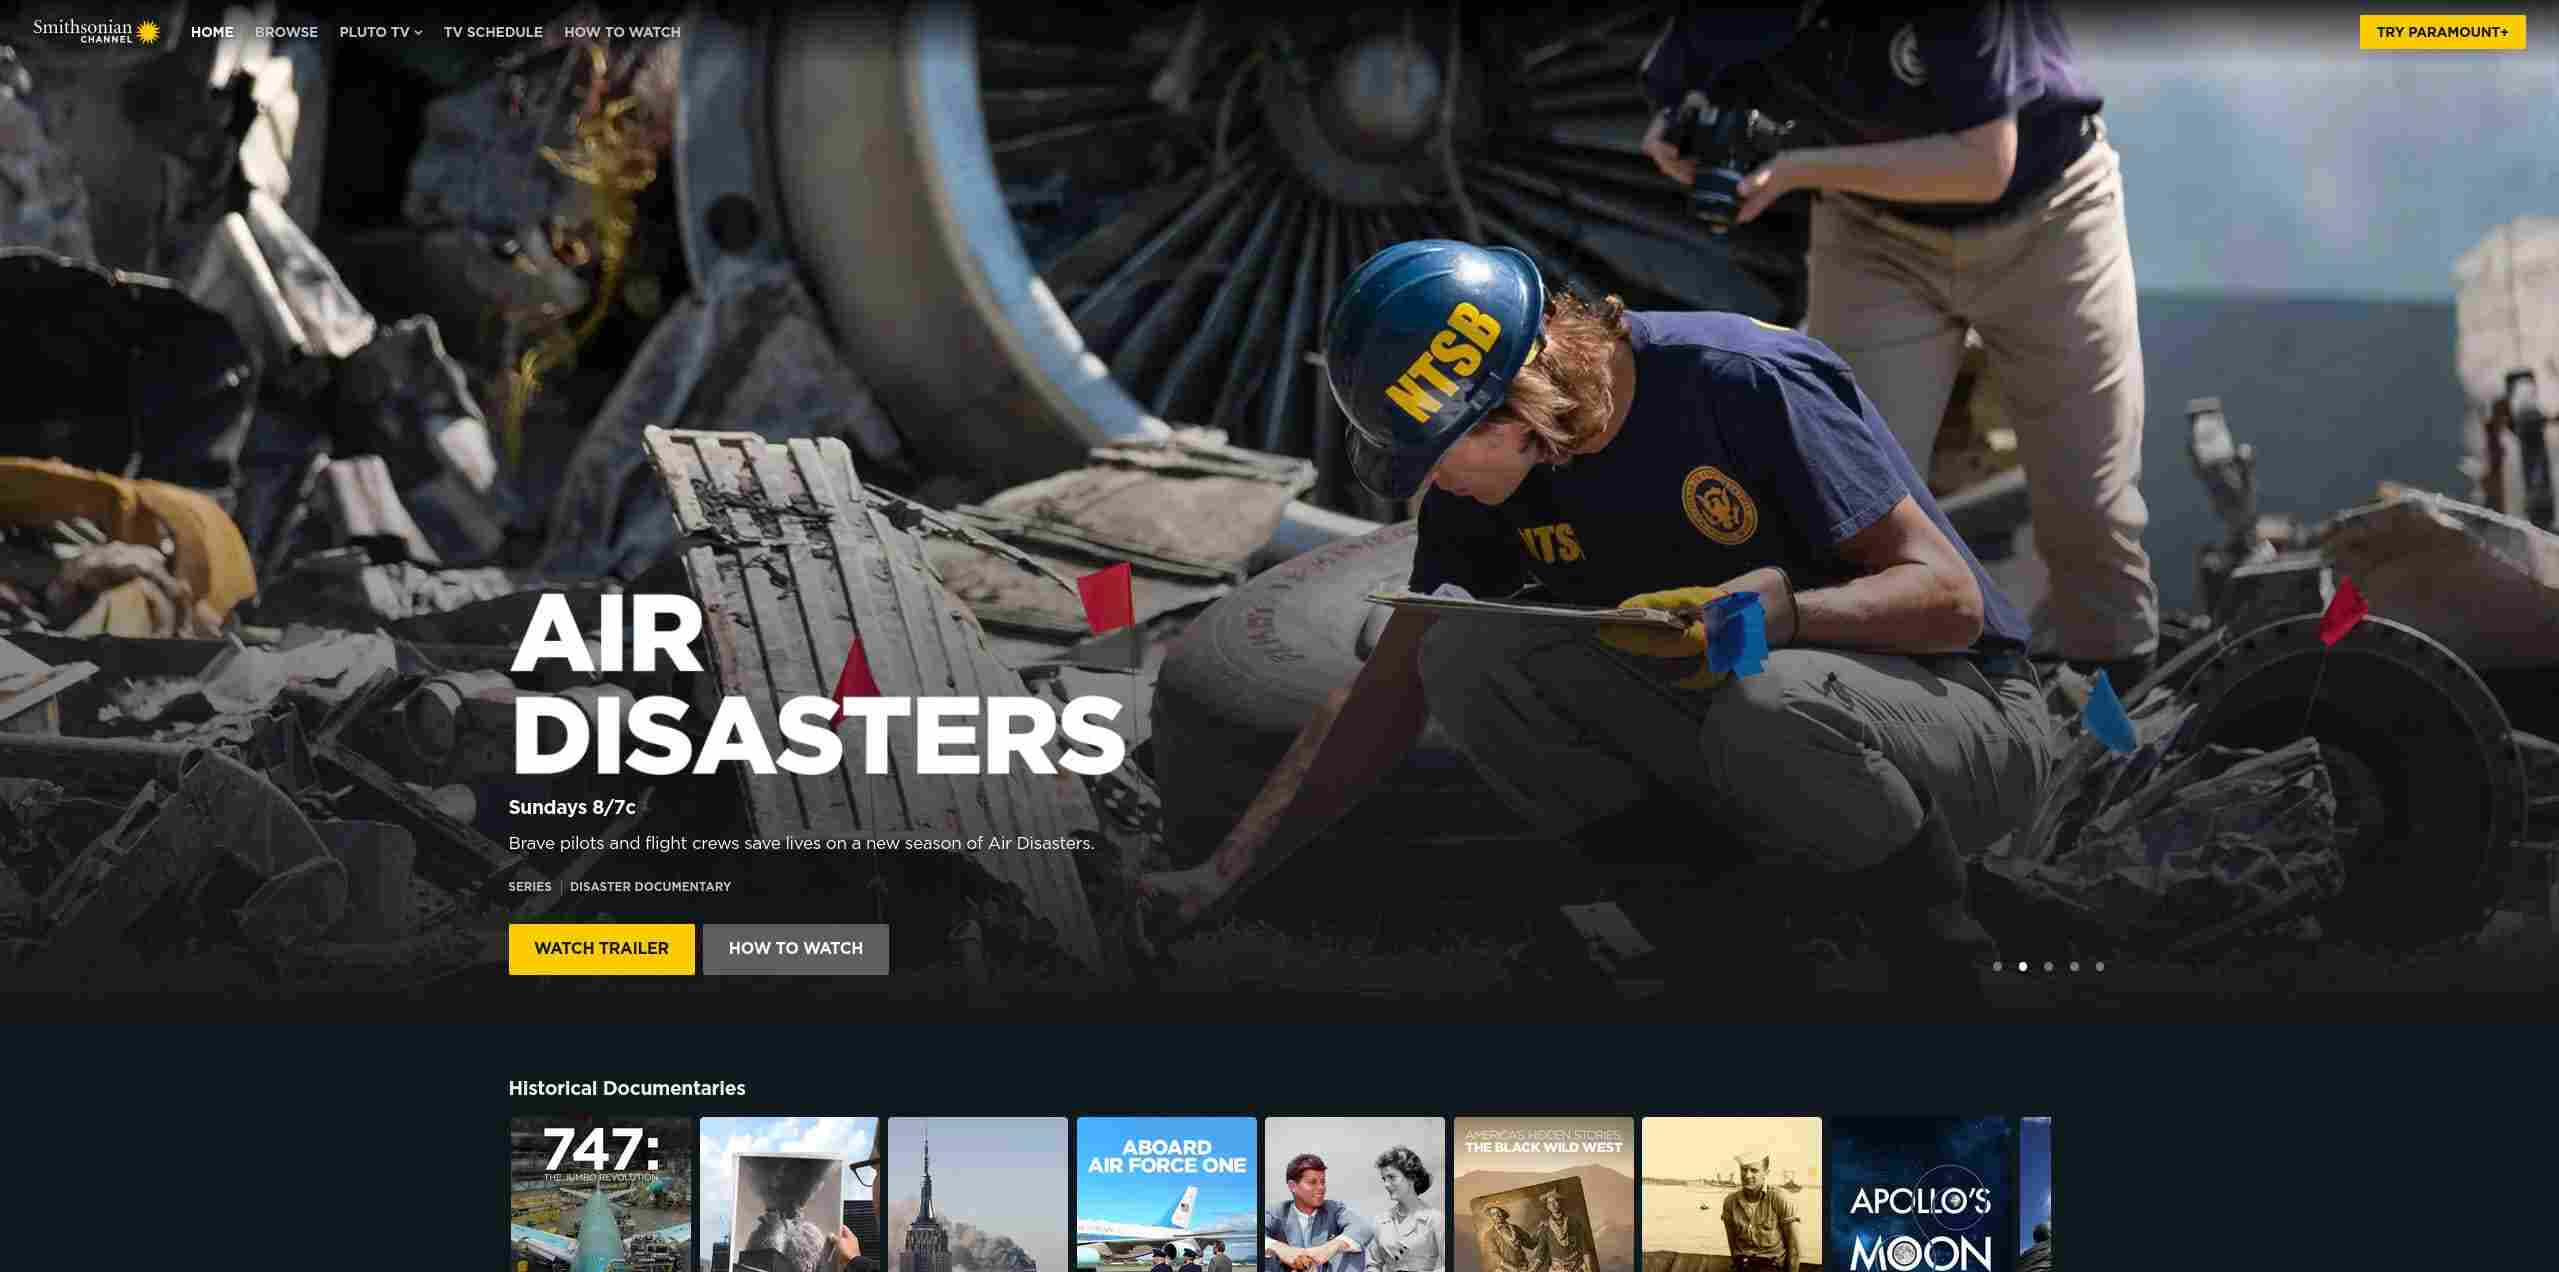 Smithsonian
CHANNEL
HOME
BROWSE
PLUTO TV
TV SCHEDULE
HOW TO WATCH
TRY PARAMOUNT+
NTSB
NTS
AIR
DISASTERS
Sundays 8/7c
Brave pilots and flight crews save lives on a new season of Air Disasters.
SERIES
DISASTER DOCUMENTARY
WATCH TRAILER
HOW TO WATCH
Historical Documentaries
747:
THE JUMBO REVOLUTION
ABOARD
AIR FORCE ONE
AMERICA'S HIDDEN STORIES:
THE BLACK WILD WEST
APOLLO'S
MOON